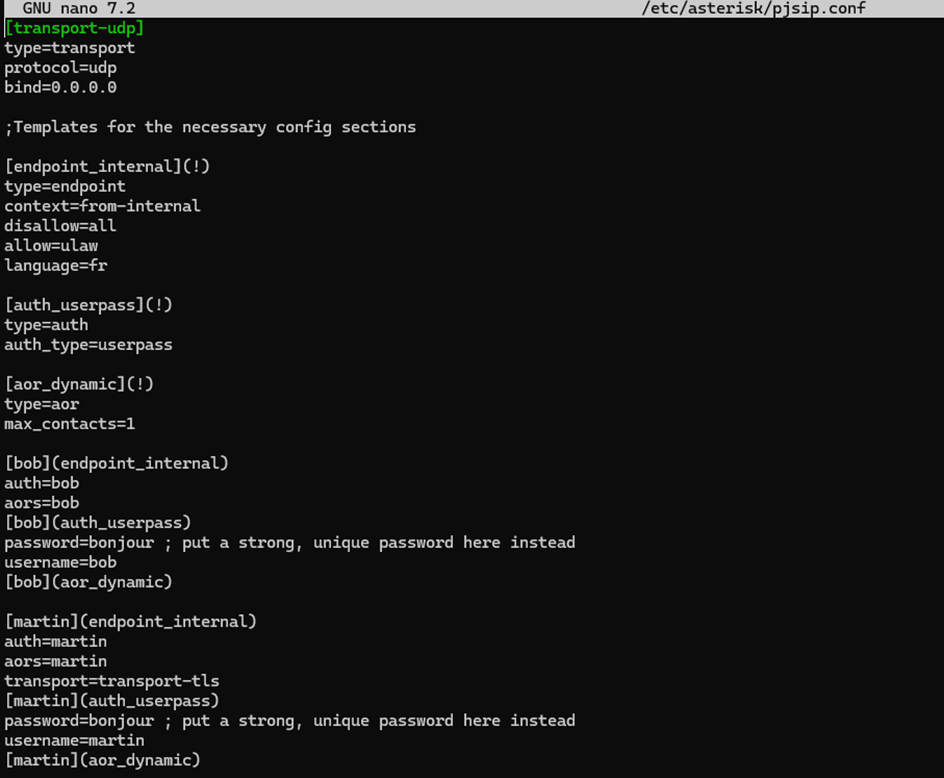 GNU nano 7.2 /etc/asterisk/pjsip.conf
[transport-udp]
type=transport
protocol=udp
bind=0.0.0.0
;Templates for the necessary config sections
[endpoint_internal](!)
type=endpoint
context=from-internal
disallow=all
allow=ulaw
language=fr
[auth_userpass](!)
type=auth
auth_type=userpass
[aor_dynamic](!)
type=aor
max_contacts=1
[bob](endpoint_internal)
auth=bob
aors=bob
[bob](auth_userpass)
password=bonjour ; put a strong, unique password here instead
username=bob
[bob](aor_dynamic)
[martin](endpoint_internal)
auth=martin
aors=martin
transport=transport-tls
[martin](auth_userpass)
password=bonjour ; put a strong, unique password here instead
username=martin
[martin](aor_dynamic)